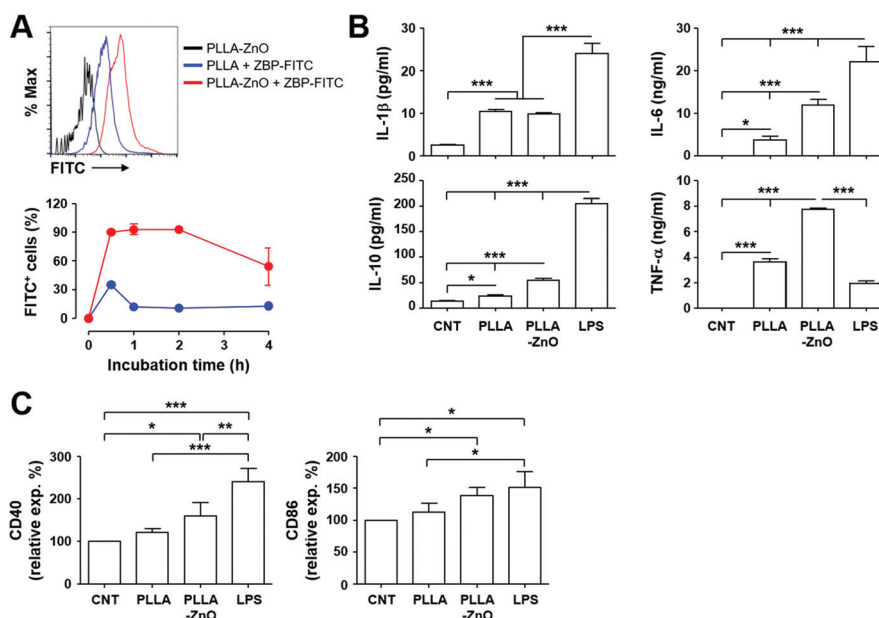 A
PLLA-ZnO
PLLA + ZBP-FITC
PLLA-ZnO + ZBP-FITC
% Max
FITC
FITC+ cells (%)
120
90
60
30
0
0 1 2 3 4
Incubation time (h)
B
IL-1β (pg/ml)
30
20
10
0
***
***
IL-6 (ng/ml)
30
20
10
0
***
***
*
IL-10 (pg/ml)
250
200
150
100
50
0
***
***
*
CNT PLLA PLLA LPS
-ZnO
TNF-α (ng/ml)
8
6
4
2
0
*** ***
***
CNT PLLA PLLA LPS
-ZnO
C
CD40
(relative exp. %)
300
200
100
0
***
* **
***
CNT PLLA PLLA LPS
-ZnO
CD86
(relative exp. %)
200
150
100
50
0
*
*
*
CNT PLLA PLLA LPS
-ZnO